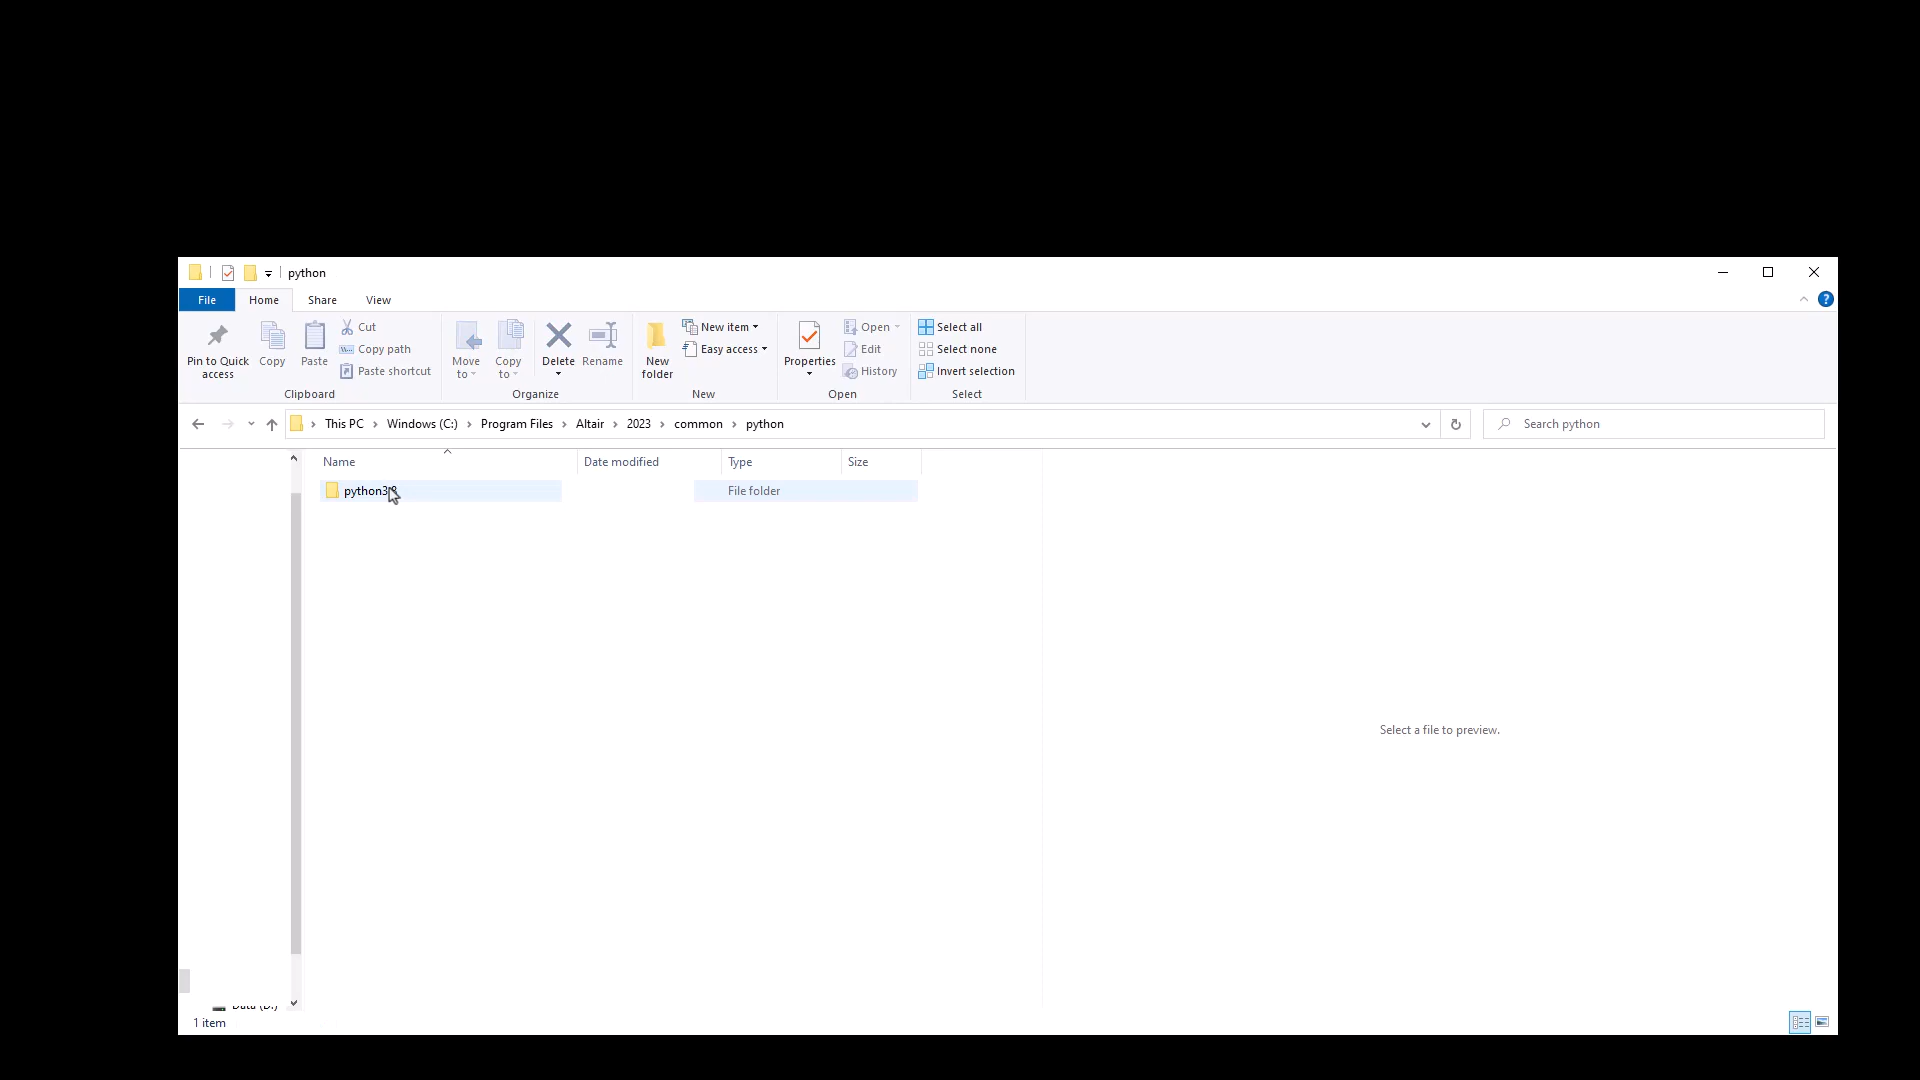 python
File Home Share View
Pin to Quick access
Copy
Paste
Cut
Copy path
Paste shortcut
Clipboard
Move to
Copy to
Delete
Rename
Organize
New folder
New item
Easy access
New
Properties
Open
Edit
History
Open
Select all
Select none
Invert selection
Select
This PC Windows (C:) Program Files Altair 2023 common python
Search python
Name Date modified Type Size
File folder
Select a file to preview.
1 item